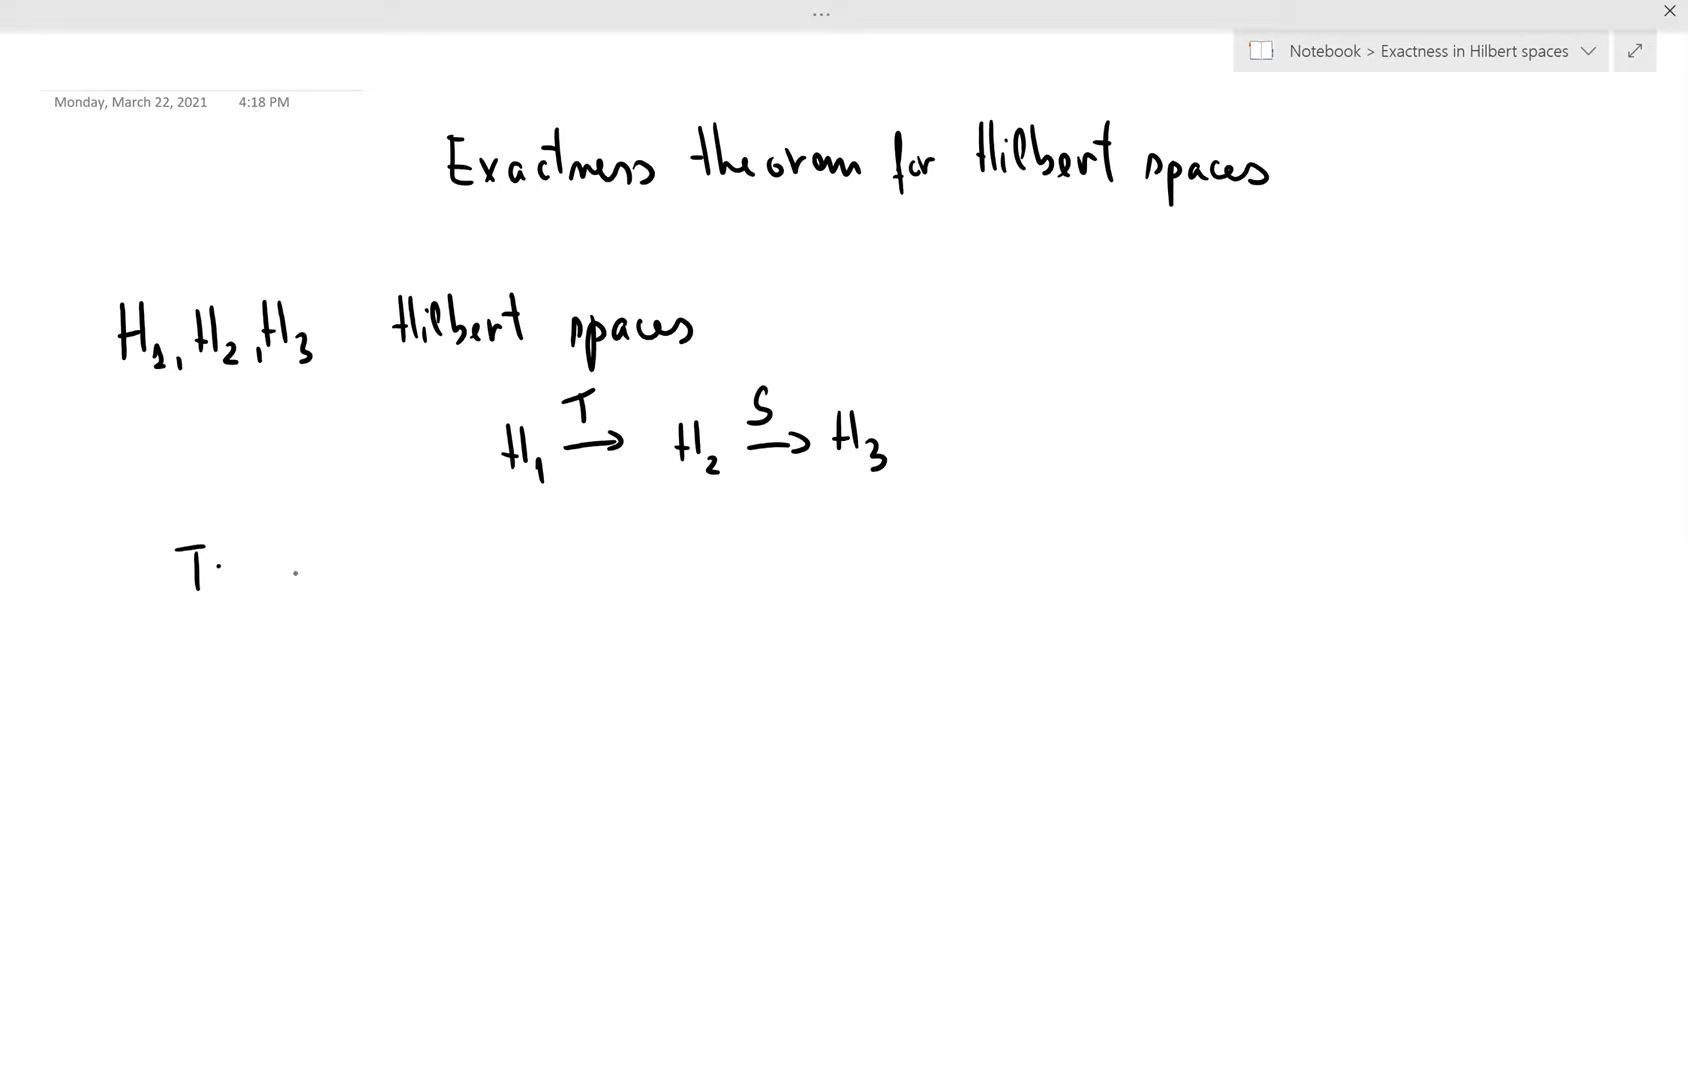 ...
Notebook > Exactness in Hilbert spaces
Monday, March 22, 2021 4:18 PM
Exactness theorem for Hilbert spaces
H₁, H₂, H₃ Hilbert spaces
H₁ →ᵀ H₂ →ˢ H₃
T.